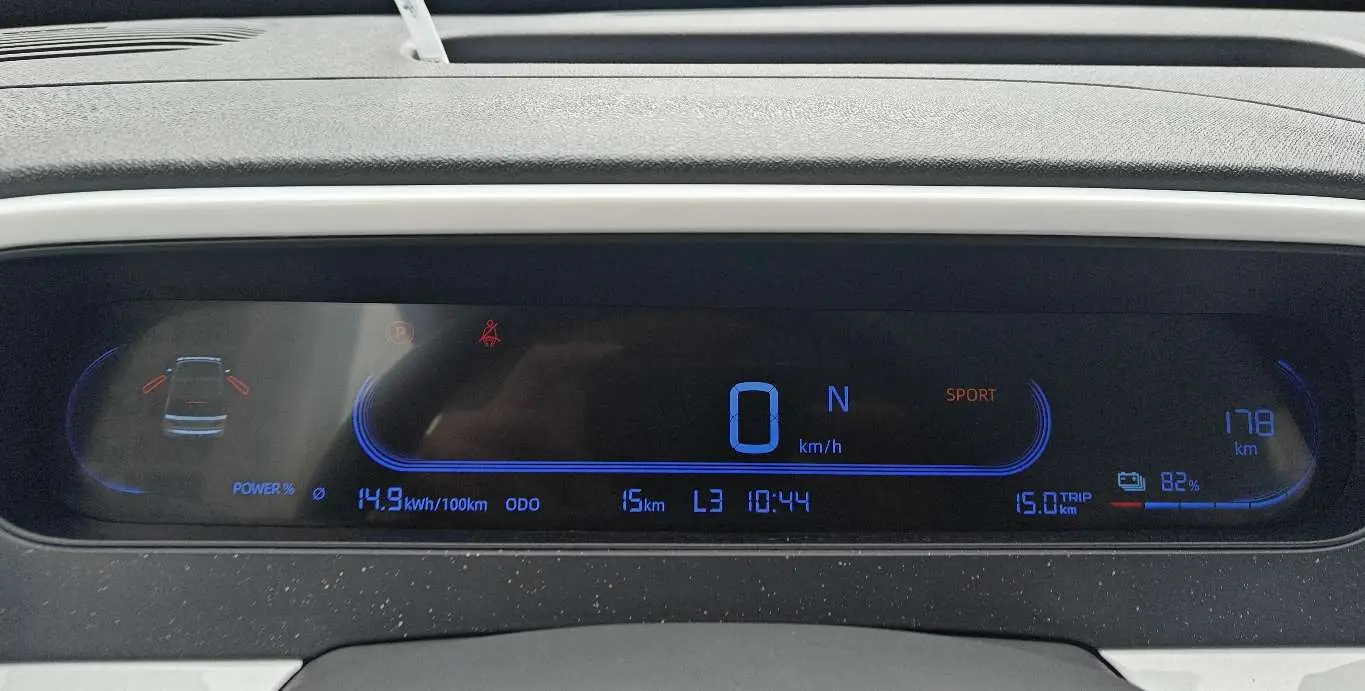 P
0 N SPORT
km/h
178
km
POWER % Ø 14.9 kWh/100km ODO 15km L3 10:44 15.0 TRIP km
82%